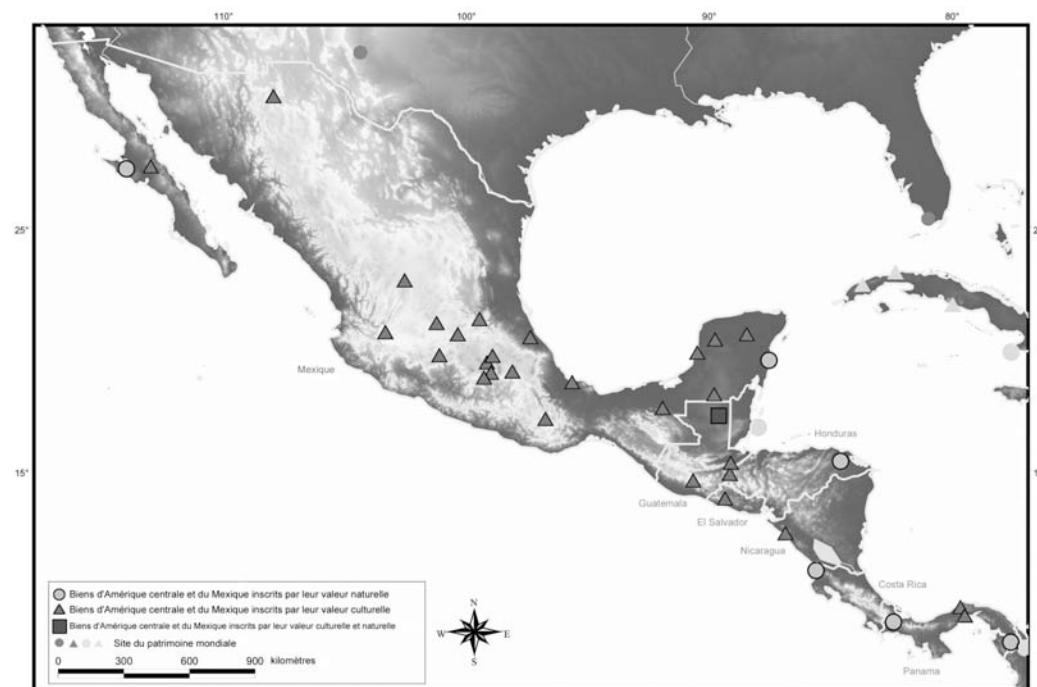 110°
100°
90°
80°
25°
2
15°
1
Mexique
Honduras
Guatemala
El Salvador
Nicaragua
Costa Rica
Panama
Biens d'Amérique centrale et du Mexique inscrits par leur valeur naturelle
Biens d'Amérique centrale et du Mexique inscrits par leur valeur culturelle
Biens d'Amérique centrale et du Mexique inscrits par leur valeur culturelle et naturelle
Site du patrimoine mondiale
0 300 600 900 kilomètres
N
W E
S